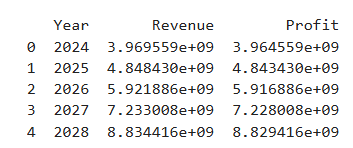 Year Revenue Profit
0 2024 3.969559e+09 3.964559e+09
1 2025 4.848430e+09 4.843430e+09
2 2026 5.921886e+09 5.916886e+09
3 2027 7.233008e+09 7.228008e+09
4 2028 8.834416e+09 8.829416e+09